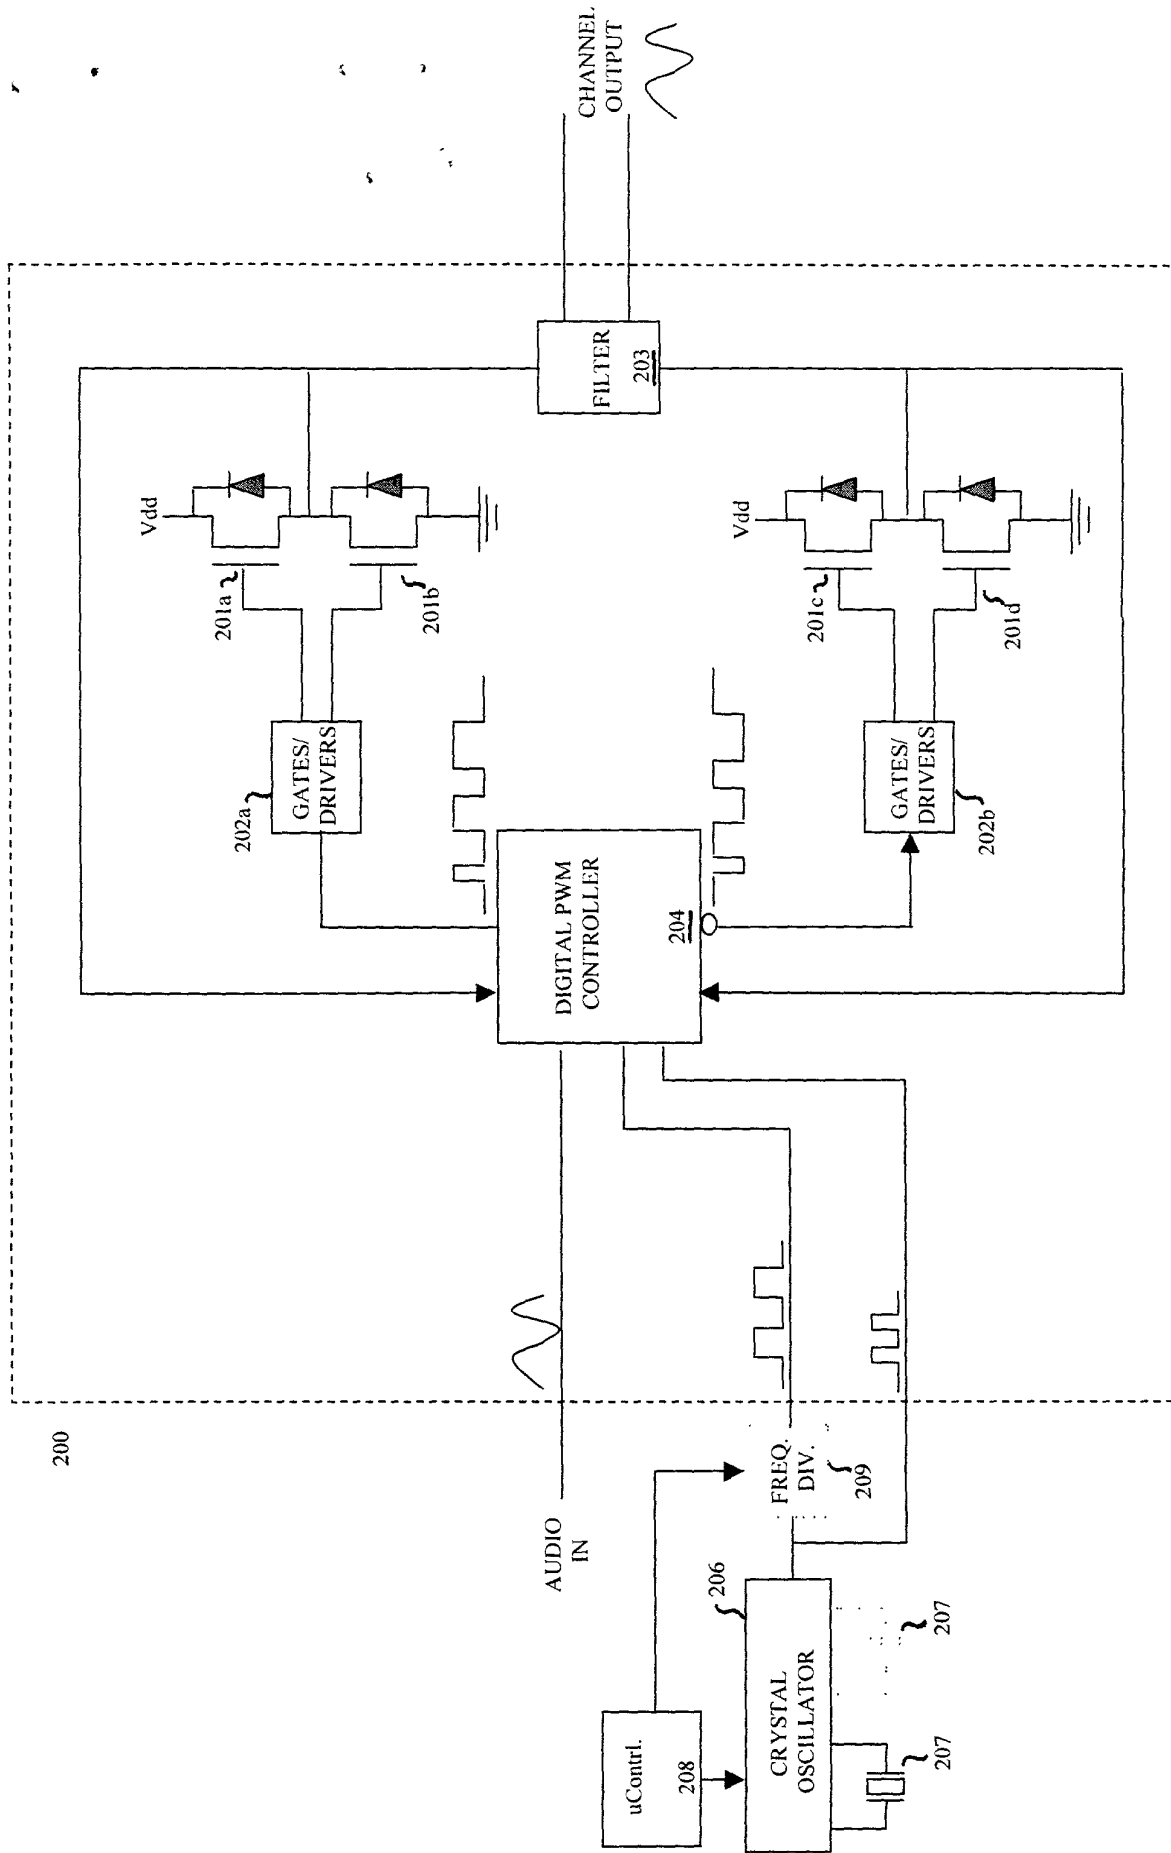 200
Vdd
201a
201b
202a
GATES/
DRIVERS
AUDIO
IN
DIGITAL PWM
CONTROLLER
204
FILTER
203
CHANNEL
OUTPUT
uContrl.
208
206
CRYSTAL
OSCILLATOR
207
207
FREQ.
DIV.
209
Vdd
201c
201d
GATES/
DRIVERS
202b